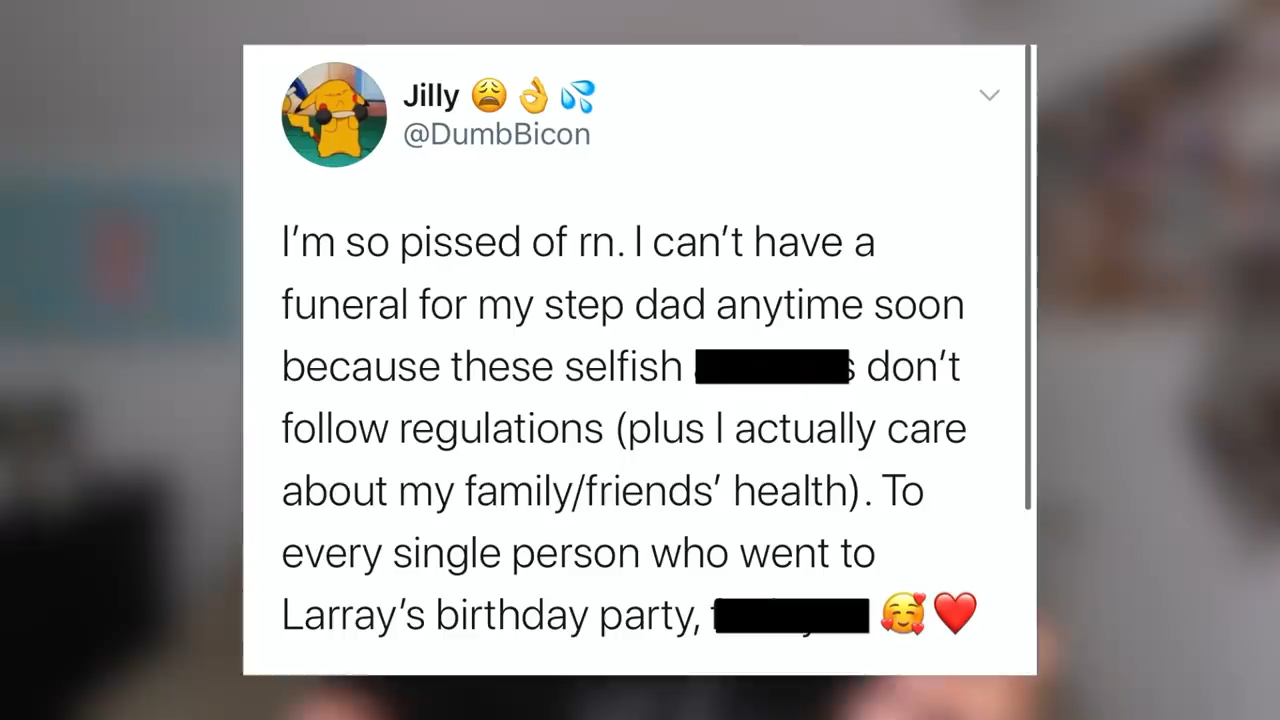 Jilly 😩👌💦
@DumbBicon
I'm so pissed of rn. I can't have a
funeral for my step dad anytime soon
because these selfish s don't
follow regulations (plus I actually care
about my family/friends' health). To
every single person who went to
Larray's birthday party, 🥰❤️